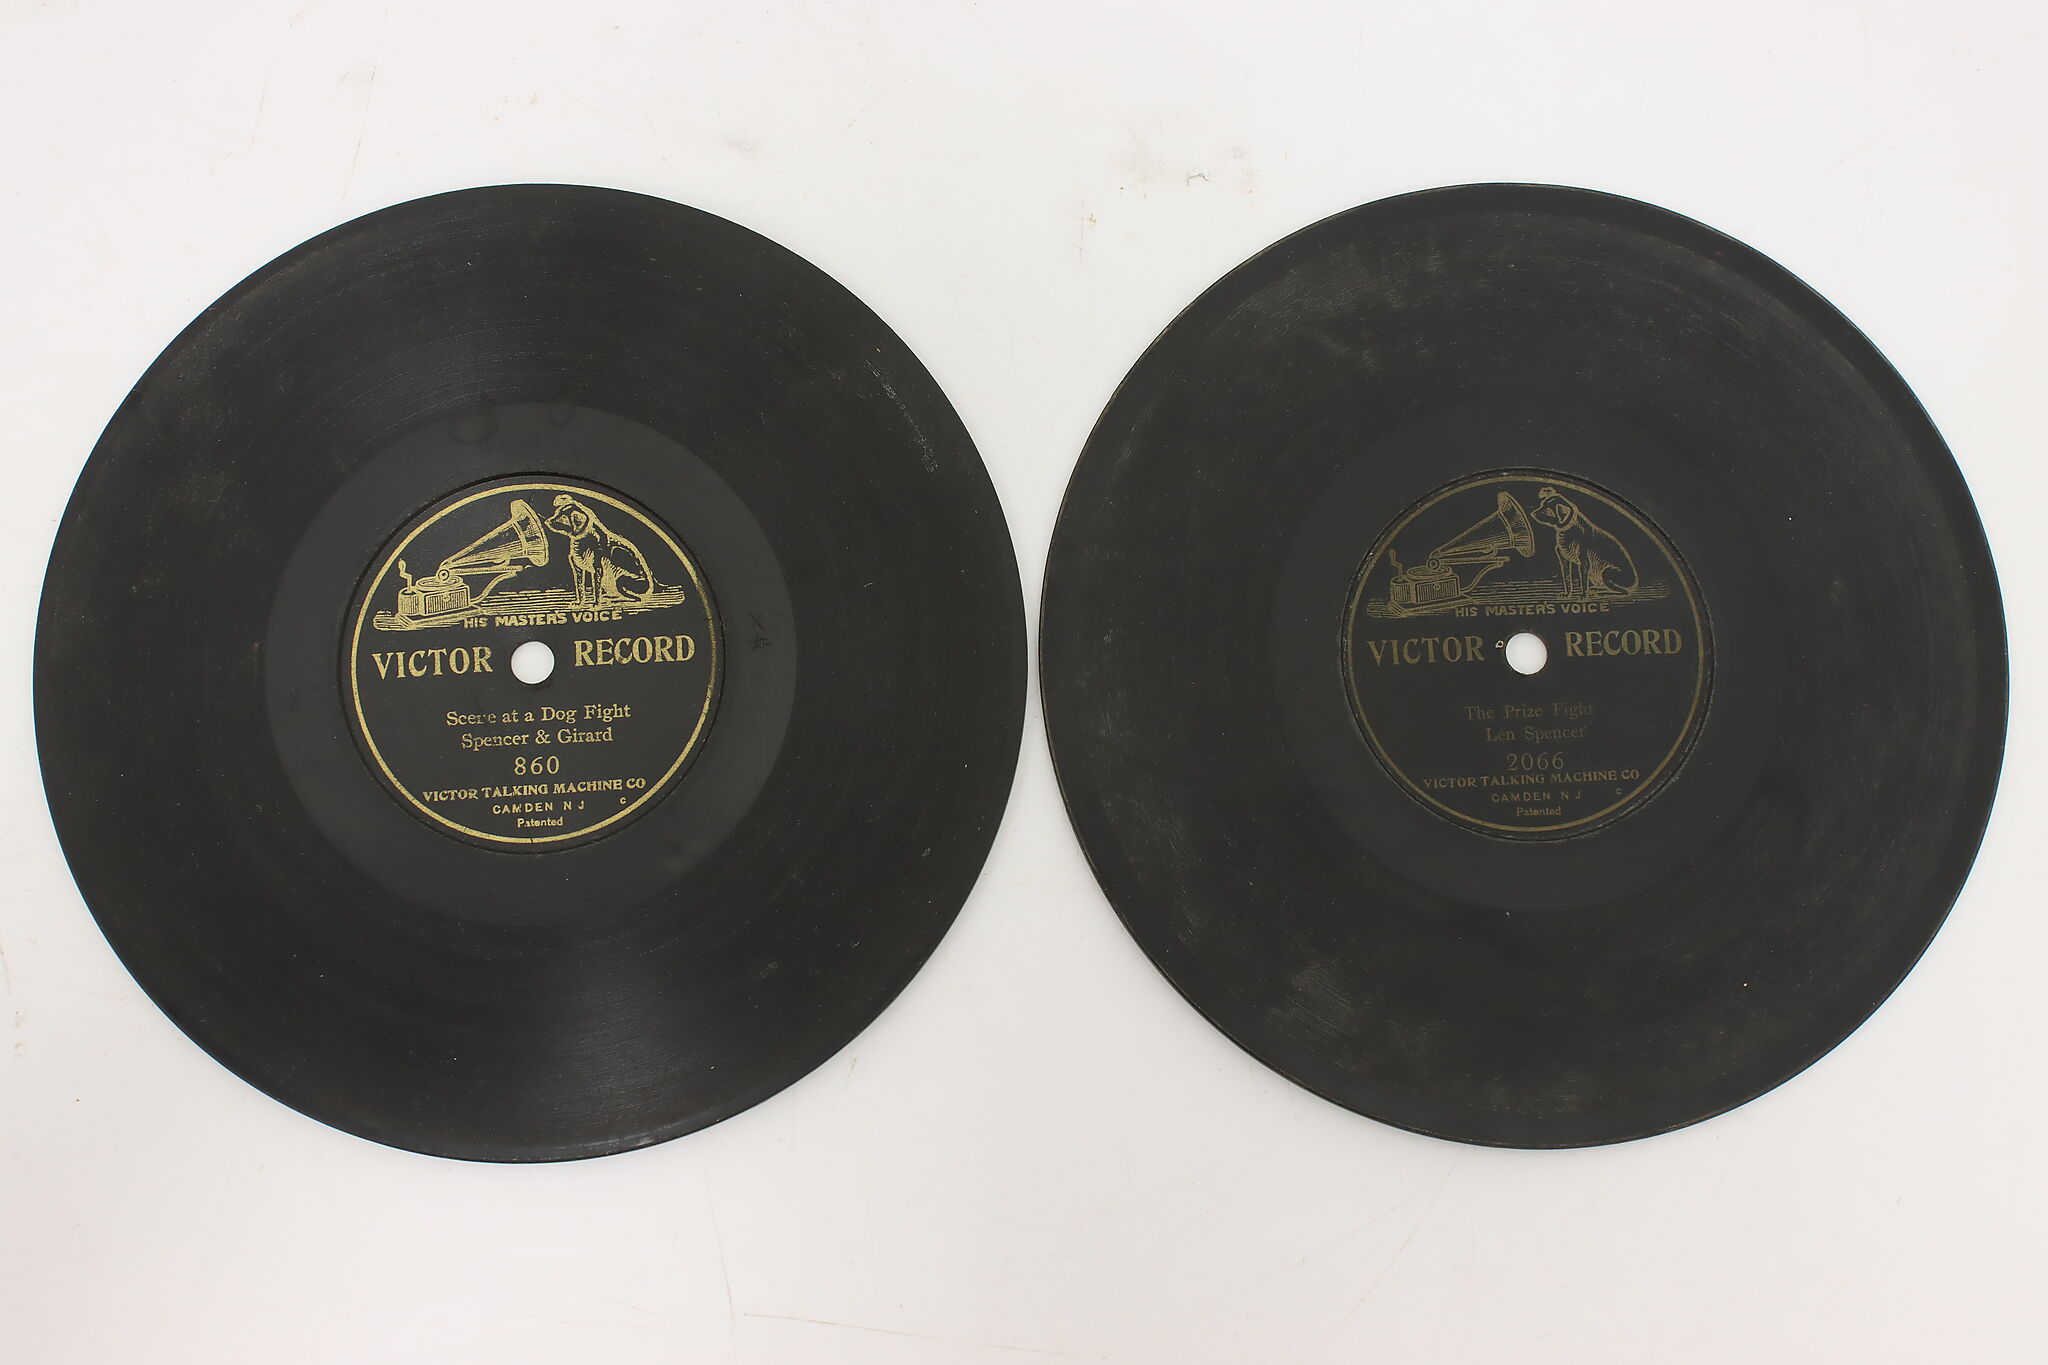 HIS MASTER'S VOICE
VICTOR RECORD
Scene at a Dog Fight
Spencer & Girard
860
VICTOR TALKING MACHINE CO
CAMDEN N J C
Patented
HIS MASTER'S VOICE
VICTOR RECORD
The Prize Fight
Len Spencer
2066
VICTOR TALKING MACHINE CO
CAMDEN N J C
Patented